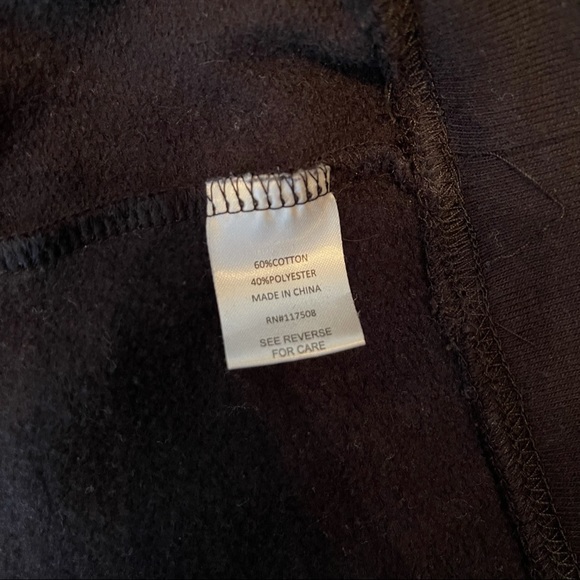 60%COTTON
40%POLYESTER
MADE IN CHINA
RN#117508
SEE REVERSE
FOR CARE